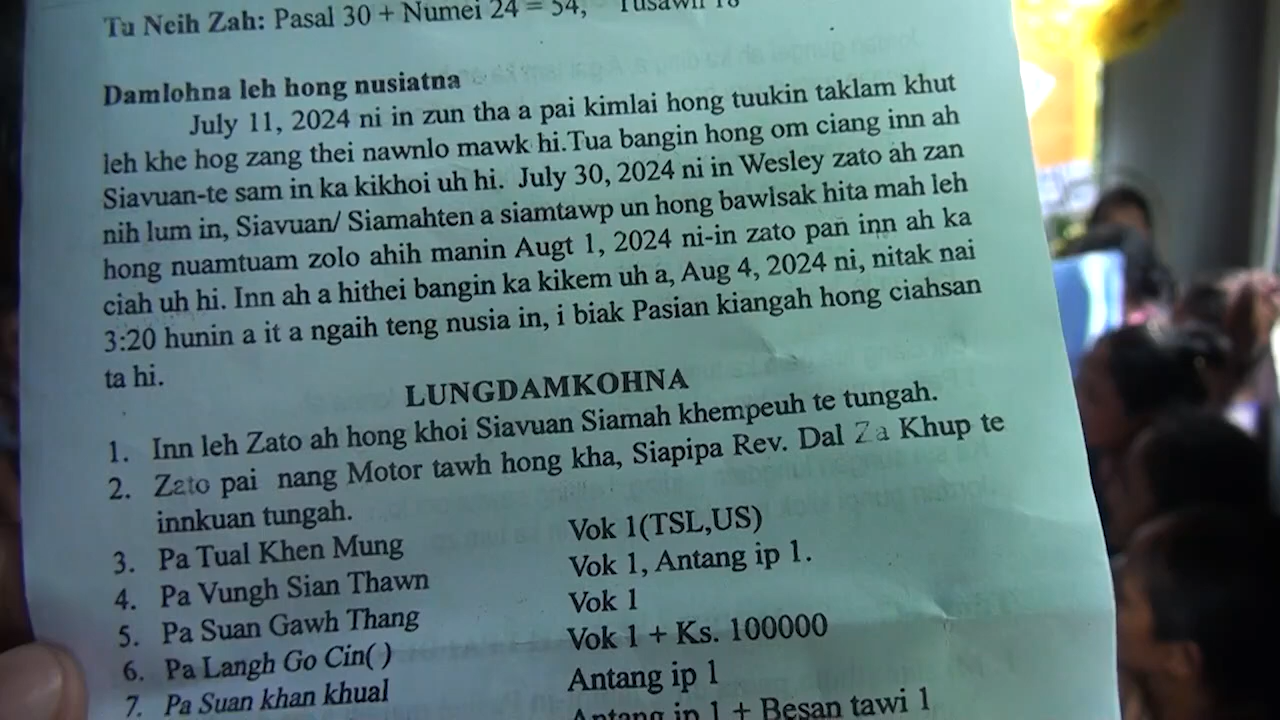 Tu Neih Zah: Pasal 30 + Numei 24 = 54, Tusawn 18
Damlohna leh hong nusiatna
July 11, 2024 ni in zun tha a pai kimlai hong tuukin taklam khut
leh khe hog zang thei nawnlo mawk hi.Tua bangin hong om ciang inn ah
Siavuan-te sam in ka kikhoi uh hi. July 30, 2024 ni in Wesley zato ah zan
nih lum in, Siavuan/ Siamahten a siamtawp un hong bawlsak hita mah leh
hong nuamtuam zolo ahih manin Augt 1, 2024 ni-in zato pan inn ah ka
ciah uh hi. Inn ah a hithei bangin ka kikem uh a, Aug 4, 2024 ni, nitak nai
3:20 hunin a it a ngaih teng nusia in, i biak Pasian kiangah hong ciahsan
ta hi.
LUNGDAMKOHNA
1. Inn leh Zato ah hong khoi Siavuan Siamah khempeuh te tungah.
2. Zato pai nang Motor tawh hong kha, Siapipa Rev. Dal Za Khup te
innkuan tungah.
3. Pa Tual Khen Mung Vok 1(TSL,US)
4. Pa Vungh Sian Thawn Vok 1, Antang ip 1.
5. Pa Suan Gawh Thang Vok 1
6. Pa Langh Go Cin( ) Vok 1 + Ks. 100000
7. Pa Suan khan khual Antang ip 1
Antang ip 1 + Besan tawi 1